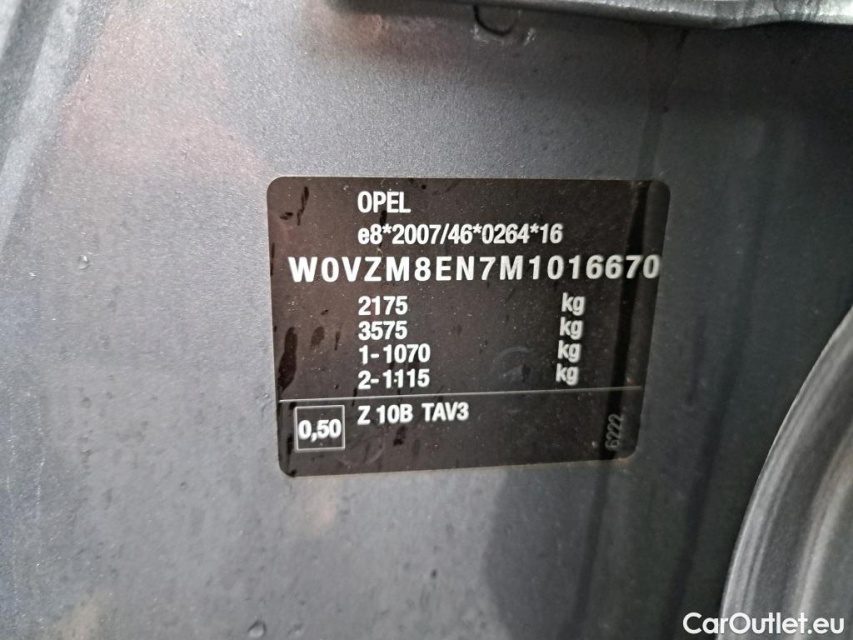 OPEL
e8*2007/46*0264*16
W0VZM8EN7M1016670
2175 kg
3575 kg
1-1070 kg
2-1115 kg
0,50 Z 10B TAV3
6222
CarOutlet.eu